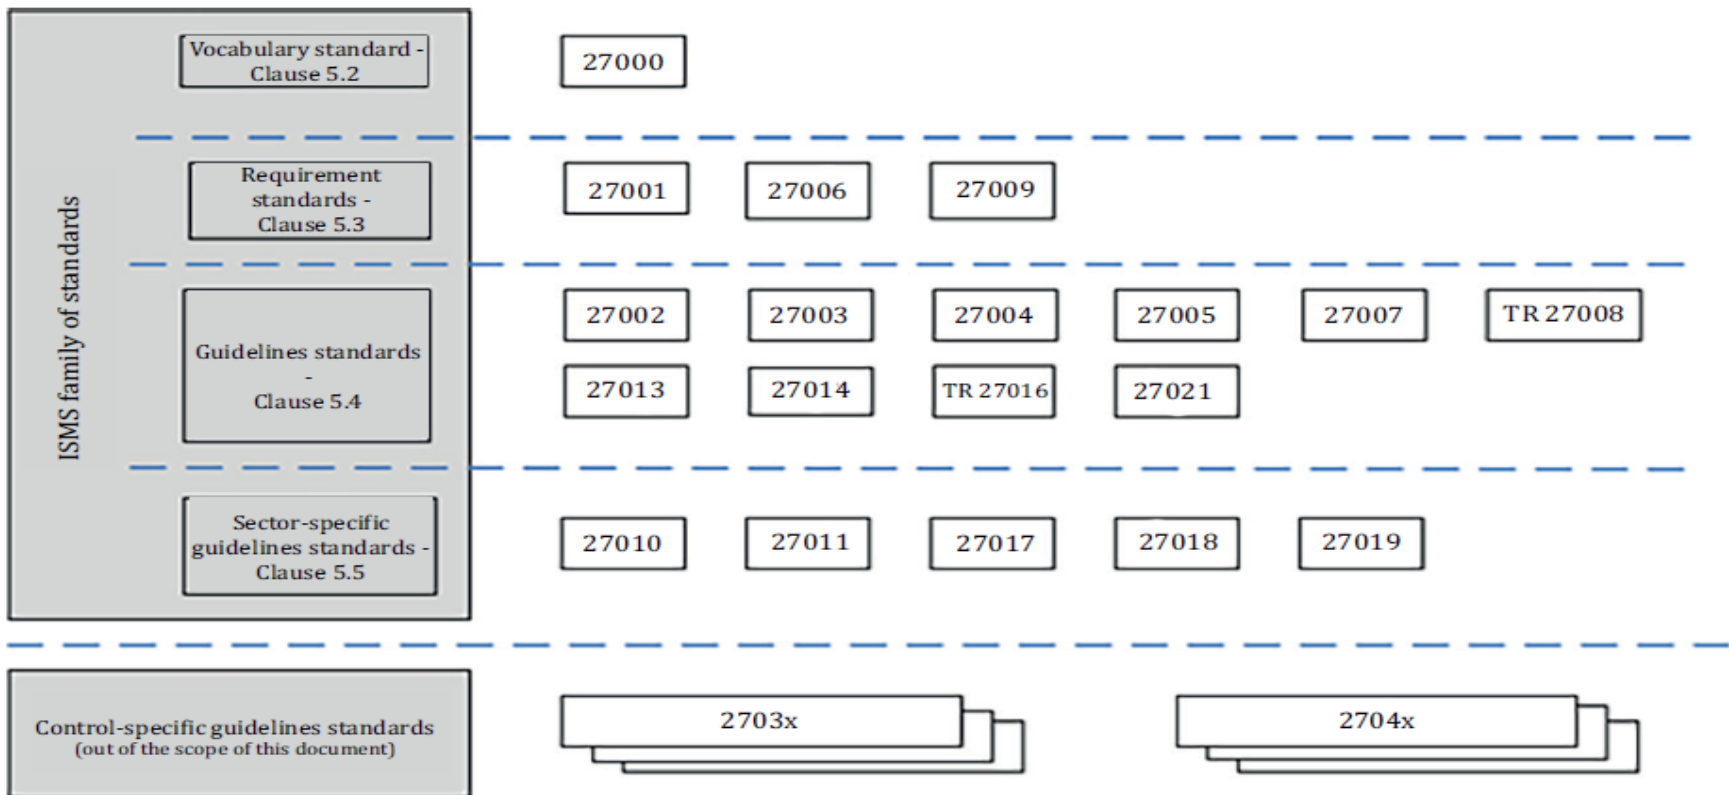 ISMS family of standards
Vocabulary standard -
Clause 5.2
27000
Requirement
standards -
Clause 5.3
27001
27006
27009
Guidelines standards
-
Clause 5.4
27002
27003
27004
27005
27007
TR 27008
27013
27014
TR 27016
27021
Sector-specific
guidelines standards -
Clause 5.5
27010
27011
27017
27018
27019
Control-specific guidelines standards
(out of the scope of this document)
2703x
2704x